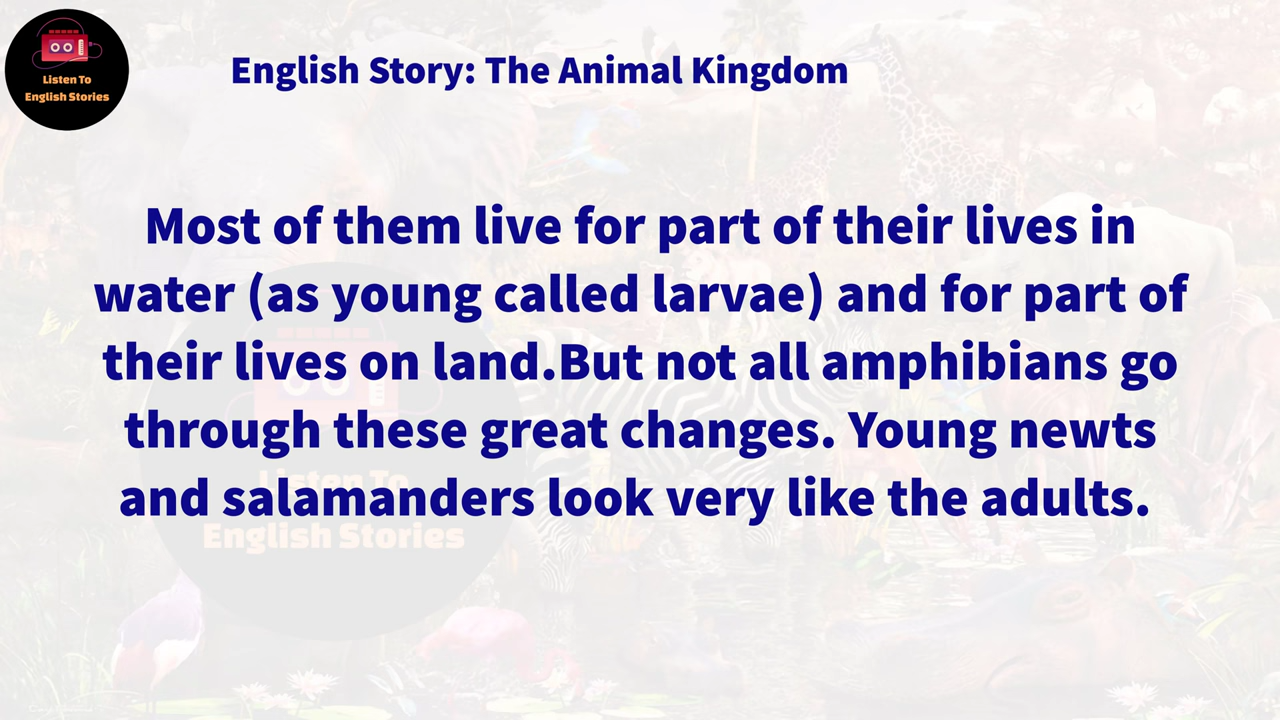 Listen To
English Stories
English Story: The Animal Kingdom
Most of them live for part of their lives in
water (as young called larvae) and for part of
their lives on land.But not all amphibians go
through these great changes. Young newts
and salamanders look very like the adults.
Listen To
English Stories